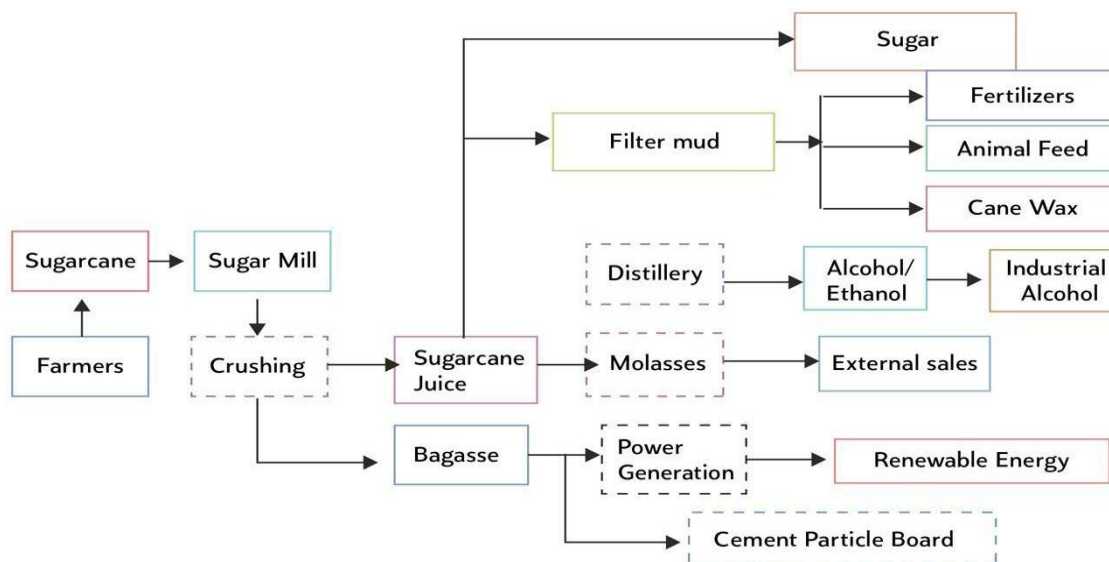 Sugar
Fertilizers
Filter mud
Animal Feed
Cane Wax
Sugarcane
Sugar Mill
Distillery
Alcohol/
Ethanol
Industrial
Alcohol
Farmers
Crushing
Sugarcane
Juice
Molasses
External sales
Bagasse
Power
Generation
Renewable Energy
Cement Particle Board